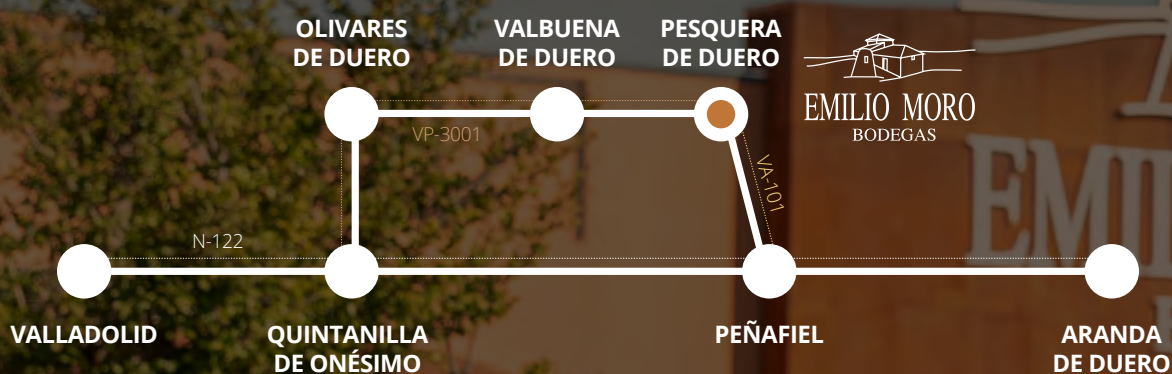 OLIVARES
DE DUERO
VALBUENA
DE DUERO
PESQUERA
DE DUERO
EMILIO MORO
BODEGAS
VP-3001
VA-101
N-122
VALLADOLID
QUINTANILLA
DE ONÉSIMO
PEÑAFIEL
ARANDA
DE DUERO